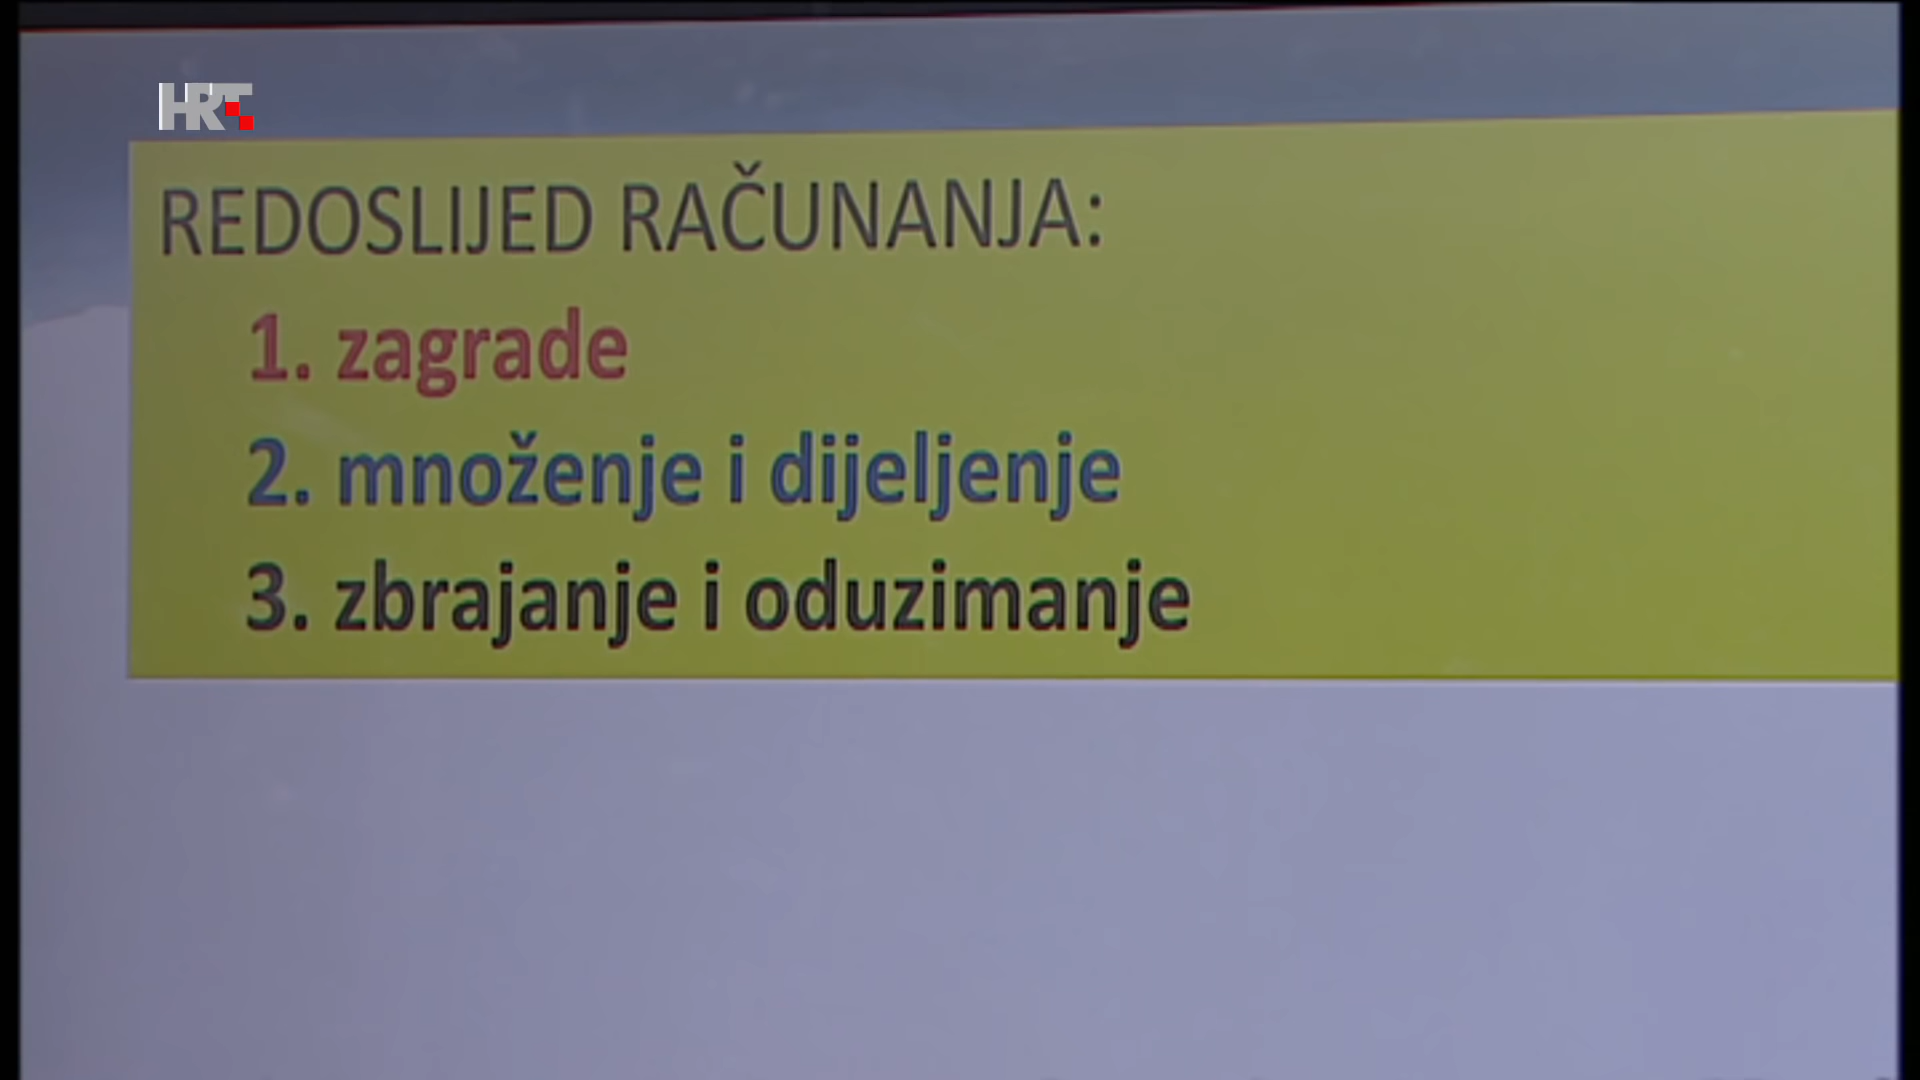 HRT
REDOSLIJED RAČUNANJA:
1. zagrade
2. množenje i dijeljenje
3. zbrajanje i oduzimanje